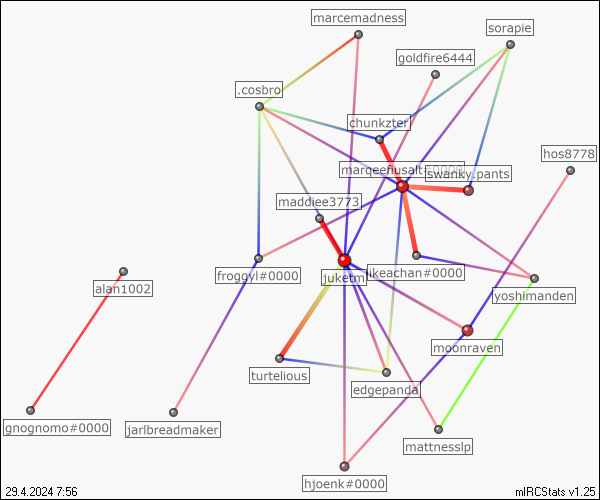 marcemadness
sorapie
goldfire6444
.cosbro
chunkzter
hos8778
swanky.pants
maddiee3773
froggyl#0000
likeachan#0000
juketm
alan1002
yoshimanden
moonraven
turtelious
edgepanda
gnognomo#0000
jarlbreadmaker
mattnesslp
hjoenk#0000
29.4.2024 7:56
mIRCStats v1.25